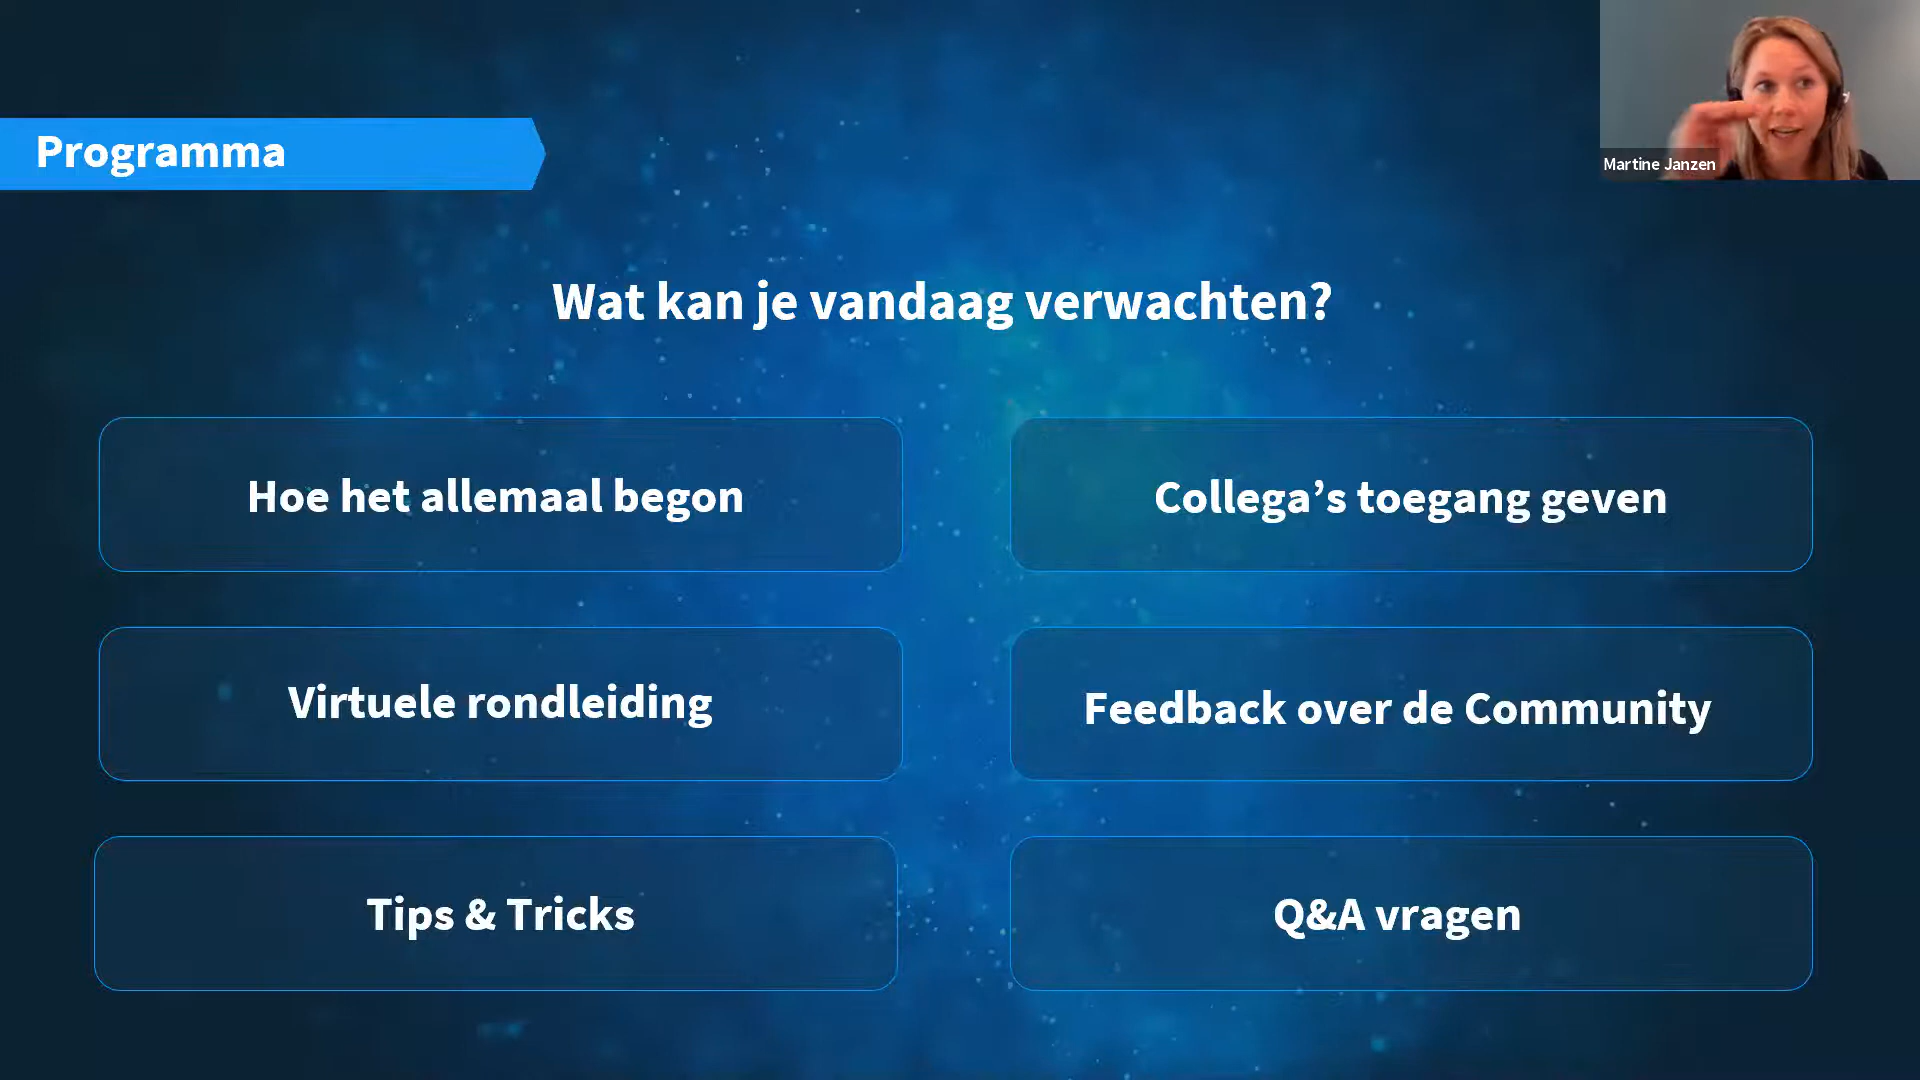 Programma
Martine Janzen
Wat kan je vandaag verwachten?
Hoe het allemaal begon
Collega’s toegang geven
Virtuele rondleiding
Feedback over de Community
Tips & Tricks
Q&A vragen